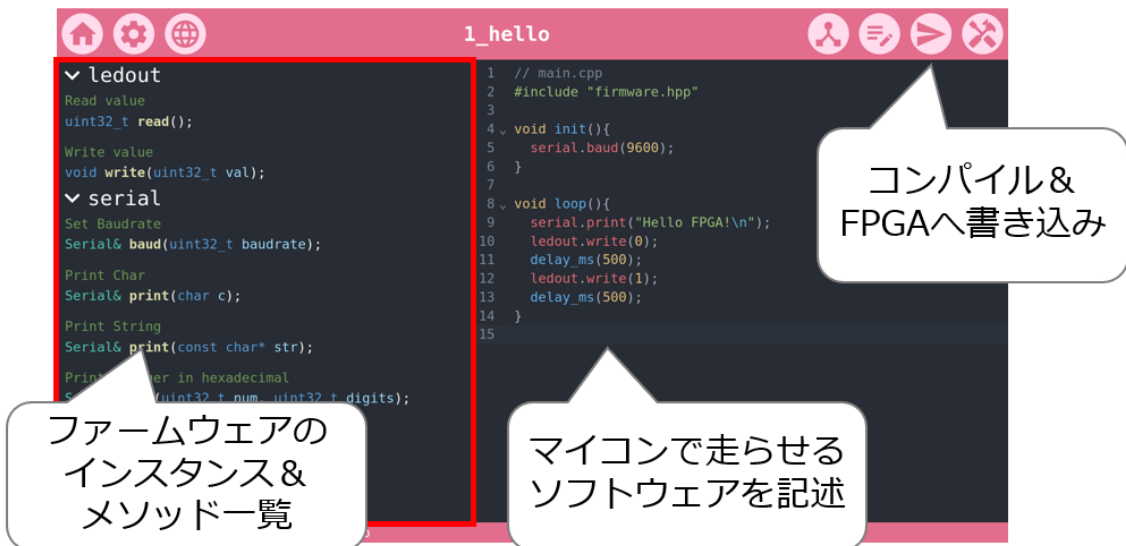 1_hello
ledout
Read value
uint32_t read();
Write value
void write(uint32_t val);
serial
Set Baudrate
Serial& baud(uint32_t baudrate);
Print Char
Serial& print(char c);
Print String
Serial& print(const char* str);
in hexadecimal
(uint32_t num, uint32_t digits);
1 // main.cpp
2 #include "firmware.hpp"
3
4 void init(){
5 serial.baud(9600);
6 }
7
8 void loop(){
9 serial.print("Hello FPGA!\n");
10 ledout.write(0);
11 delay_ms(500);
12 ledout.write(1);
13 delay_ms(500);
14 }
15
コンパイル&
FPGAへ書き込み
ファームウェアの
インスタンス&
メソッド一覧
マイコンで走らせる
ソフトウェアを記述